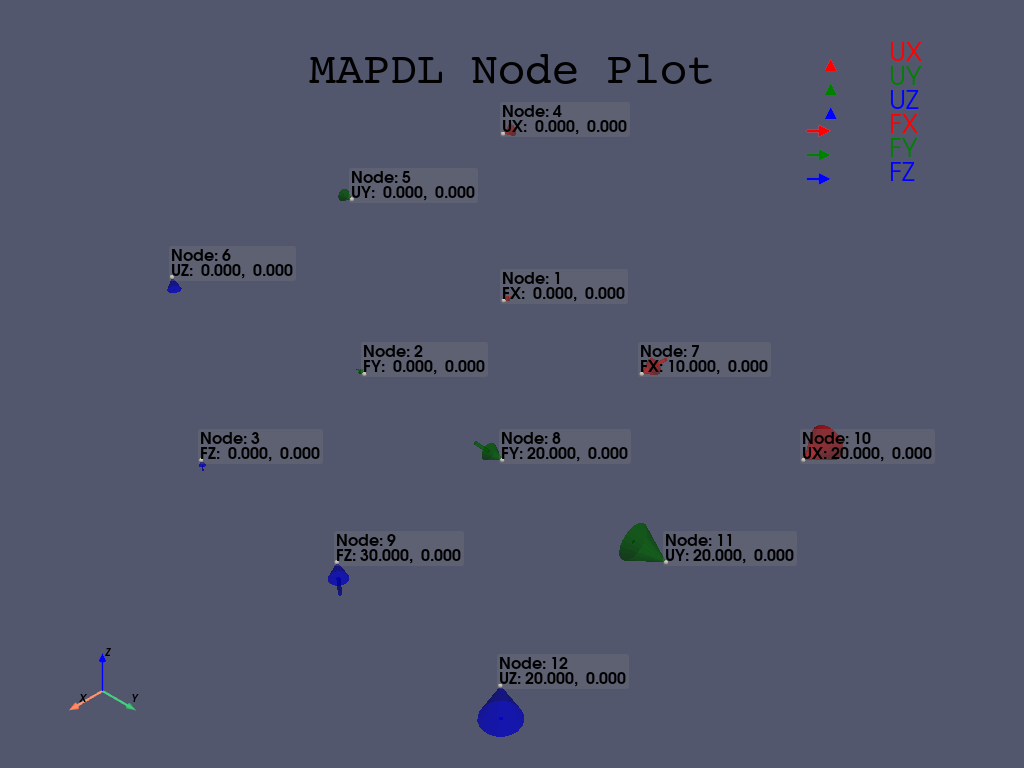 MAPDL Node Plot
UX
UY
UZ
FX
FY
FZ
Node: 4
UX: 0.000, 0.000
Node: 5
UY: 0.000, 0.000
Node: 6
UZ: 0.000, 0.000
Node: 1
FX: 0.000, 0.000
Node: 2
FY: 0.000, 0.000
Node: 7
FX: 10.000, 0.000
Node: 3
FZ: 0.000, 0.000
Node: 8
FY: 20.000, 0.000
Node: 10
UX: 20.000, 0.000
Node: 9
FZ: 30.000, 0.000
Node: 11
UY: 20.000, 0.000
Node: 12
UZ: 20.000, 0.000
Z
X
Y